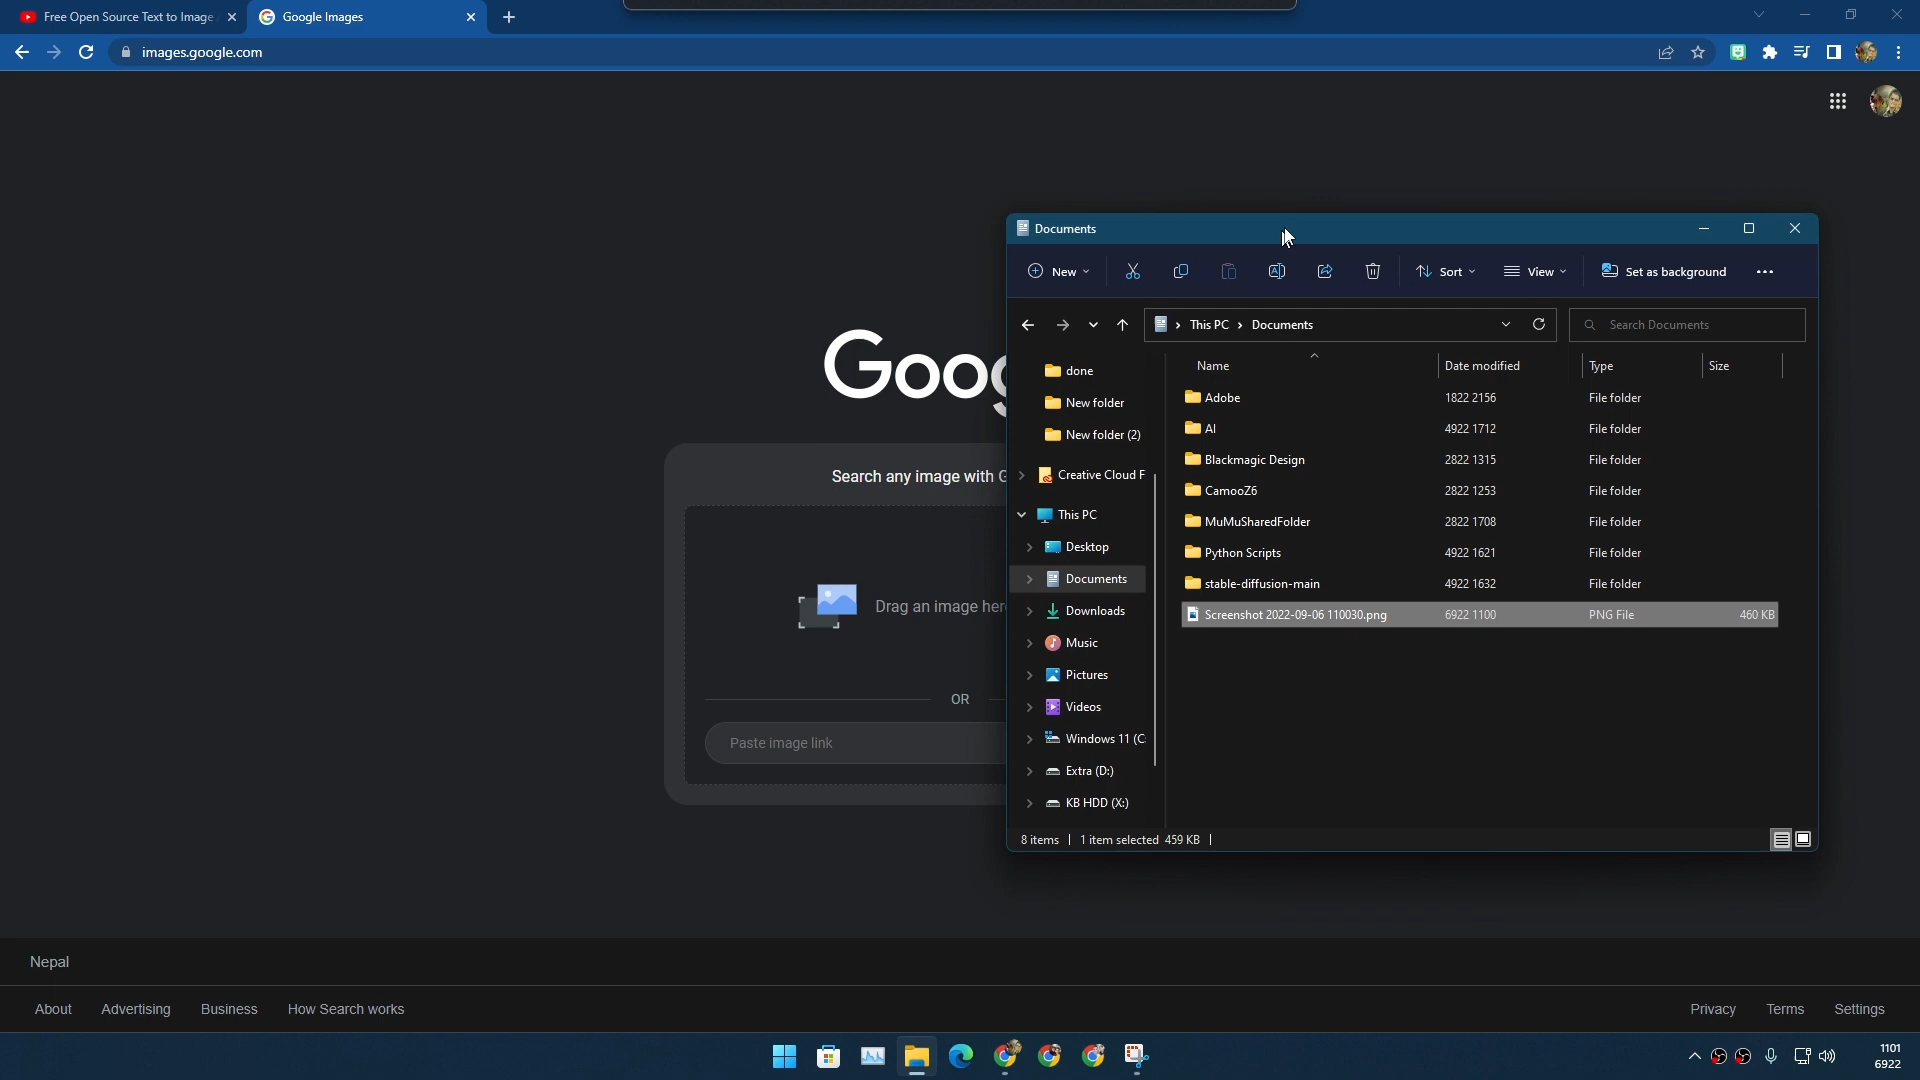 Free Open Source Text to Image
Google Images
images.google.com
Goog
Search any image with G
Drag an image her
OR
Paste image link
Documents
New
Sort
View
Set as background
This PC
Documents
Search Documents
done
New folder
New folder (2)
Creative Cloud F
This PC
Desktop
Documents
Downloads
Music
Pictures
Videos
Windows 11 (C:
Extra (D:)
KB HDD (X:)
Name Date modified Type Size
Adobe 1822 2156 File folder
AI 4922 1712 File folder
Blackmagic Design 2822 1315 File folder
CamooZ6 2822 1253 File folder
MuMuSharedFolder 2822 1708 File folder
Python Scripts 4922 1621 File folder
stable-diffusion-main 4922 1632 File folder
Screenshot 2022-09-06 110030.png 6922 1100 PNG File 460 KB
8 items 1 item selected 459 KB
Nepal
About Advertising Business How Search works
Privacy Terms Settings
1101
6922